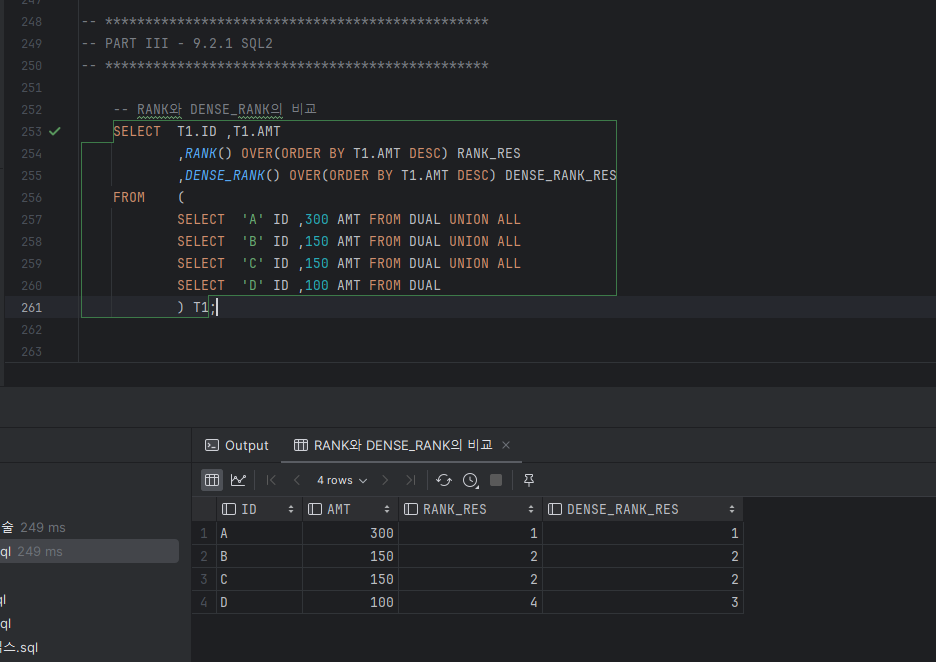 247
248 -- ************************************************
249 -- PART III - 9.2.1 SQL2
250 -- ************************************************
251
252 -- RANK와 DENSE_RANK의 비교
253 SELECT T1.ID ,T1.AMT
254 ,RANK() OVER(ORDER BY T1.AMT DESC) RANK_RES
255 ,DENSE_RANK() OVER(ORDER BY T1.AMT DESC) DENSE_RANK_RES
256 FROM (
257 SELECT 'A' ID ,300 AMT FROM DUAL UNION ALL
258 SELECT 'B' ID ,150 AMT FROM DUAL UNION ALL
259 SELECT 'C' ID ,150 AMT FROM DUAL UNION ALL
260 SELECT 'D' ID ,100 AMT FROM DUAL
261 ) T1;
262
263
Output RANK와 DENSE_RANK의 비교
4 rows
ID AMT RANK_RES DENSE_RANK_RES
1 A 300 1 1
2 B 150 2 2
3 C 150 2 2
4 D 100 4 3
술 249 ms
ql 249 ms
ql
ql
스.sql